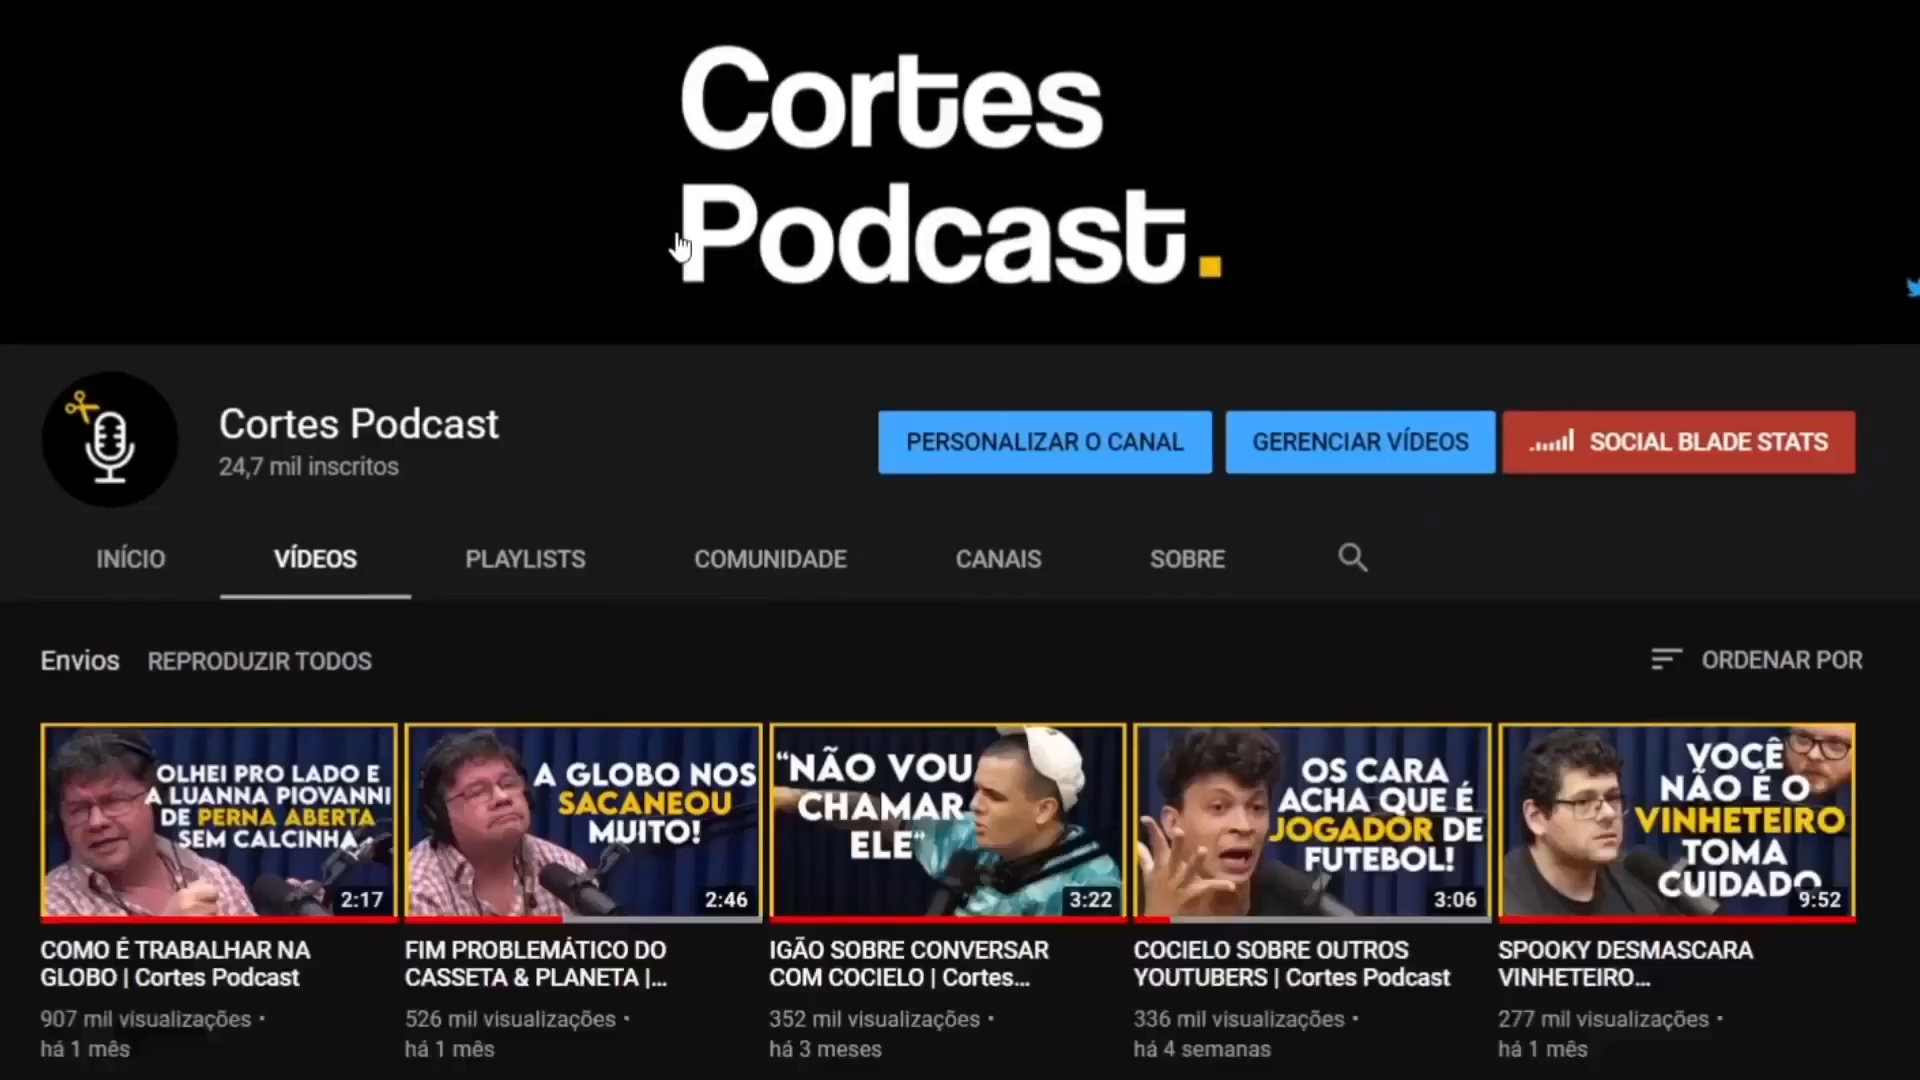 Cortes
Podcast.
Cortes Podcast
24,7 mil inscritos
PERSONALIZAR O CANAL
GERENCIAR VÍDEOS
SOCIAL BLADE STATS
INÍCIO
VÍDEOS
PLAYLISTS
COMUNIDADE
CANAIS
SOBRE
Envios
REPRODUZIR TODOS
ORDENAR POR
OLHEI PRO LADO E
A LUANNA PIOVANNI
DE PERNA ABERTA
SEM CALCINHA
2:17
COMO É TRABALHAR NA
GLOBO | Cortes Podcast
907 mil visualizações •
há 1 mês
A GLOBO NOS
SACANEOU
MUITO!
2:46
FIM PROBLEMÁTICO DO
CASSETA & PLANETA |...
526 mil visualizações •
há 1 mês
“NÃO VOU
CHAMAR
ELE“
3:22
IGÃO SOBRE CONVERSAR
COM COCIELO | Cortes...
352 mil visualizações •
há 3 meses
OS CARA
ACHA QUE É
JOGADOR DE
FUTEBOL!
3:06
COCIELO SOBRE OUTROS
YOUTUBERS | Cortes Podcast
336 mil visualizações •
há 4 semanas
VOCÊ
NÃO É O
VINHETEIRO
TOMA
CUIDADO
9:52
SPOOKY DESMASCARA
VINHETEIRO...
277 mil visualizações •
há 1 mês